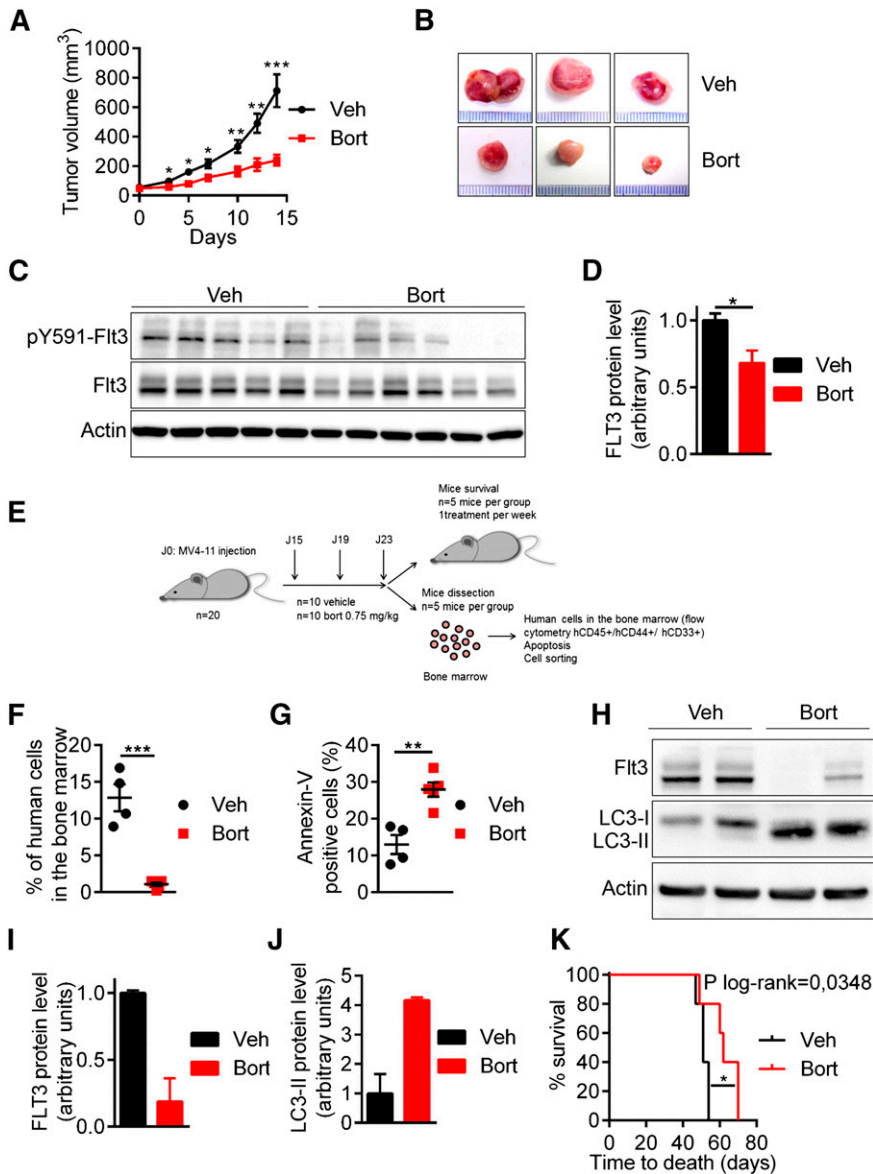 A
Tumor volume (mm3)
1000
800
600
400
200
0
* * * ** ** ***
0 5 10 15
Days
Veh
Bort
B
Veh
Bort
C
Veh Bort
pY591-Flt3
Flt3
Actin
D
FLT3 protein level
(arbitrary units)
1.0
0.5
0.0
*
Veh
Bort
E
J0: MV4-11 injection
n=20
J15 J19 J23
n=10 vehicle
n=10 bort 0.75 mg/kg
Mice survival
n=5 mice per group
1treatment per week
Mice dissection
n=5 mice per group
Bone marrow
Human cells in the bone marrow (flow
cytometry hCD45+/hCD44+/ hCD33+)
Apoptosis
Cell sorting
F
% of human cells
in the bone marrow
20
15
10
5
0
***
Veh
Bort
G
Annexin-V
positive cells (%)
40
30
20
10
0
**
Veh
Bort
H
Veh Bort
Flt3
LC3-I
LC3-II
Actin
I
FLT3 protein level
(arbitrary units)
1.0
0.5
0.0
Veh
Bort
J
LC3-II protein level
(arbitrary units)
5
4
3
2
1
0
Veh
Bort
K
% survival
100
80
60
40
20
0
P log-rank=0,0348
Veh
Bort
*
0 20 40 60 80
Time to death (days)